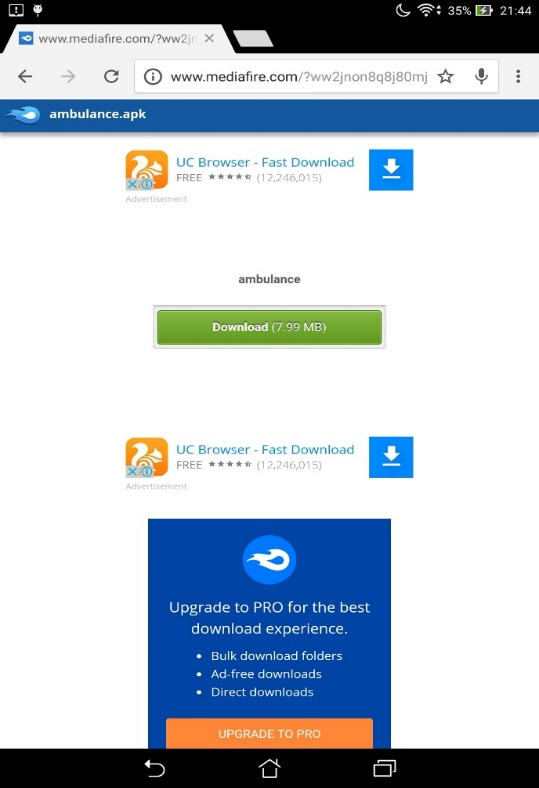 35% 21:44
www.mediafire.com/?ww2jn
www.mediafire.com/?ww2jnon8q8j80mj
ambulance.apk
UC Browser - Fast Download
FREE ★★★★★ (12,246,015)
Advertisement
ambulance
Download (7.99 MB)
UC Browser - Fast Download
FREE ★★★★★ (12,246,015)
Advertisement
Upgrade to PRO for the best
download experience.
• Bulk download folders
• Ad-free downloads
• Direct downloads
UPGRADE TO PRO